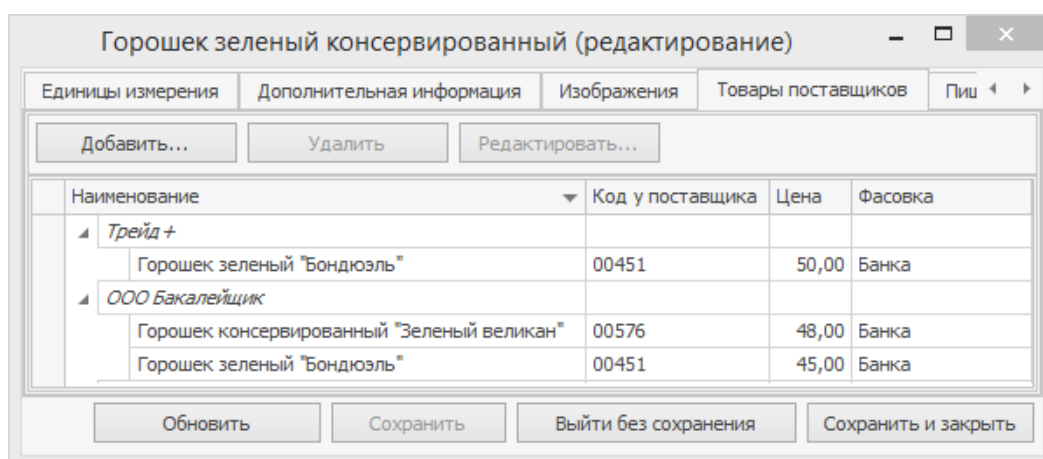 Горошек зеленый консервированный (редактирование)
Единицы измерения Дополнительная информация Изображения Товары поставщиков
Добавить... Удалить Редактировать...
Наименование Код у поставщика Цена Фасовка
Трейд+
Горошек зеленый "Бондюэль" 00451 50,00 Банка
ООО Бакалейщик
Горошек консервированный "Зеленый великан" 00576 48,00 Банка
Горошек зеленый "Бондюэль" 00451 45,00 Банка
Обновить Сохранить Выйти без сохранения Сохранить и закрыть